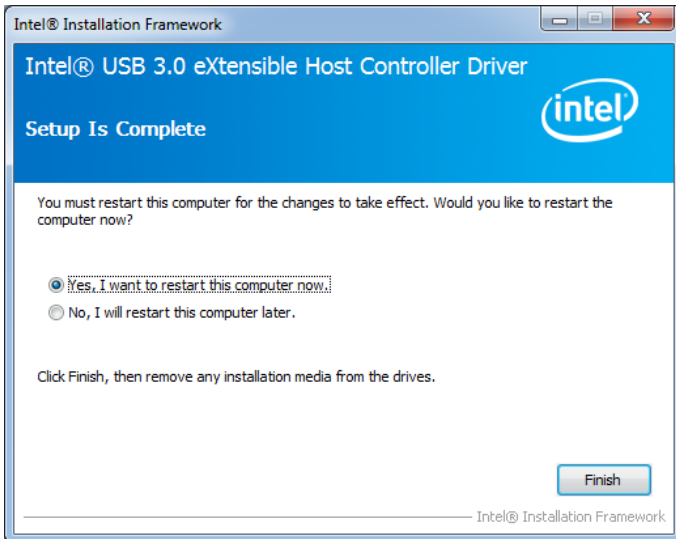 Intel® Installation Framework
Intel® USB 3.0 eXtensible Host Controller Driver
Setup Is Complete
intel®
You must restart this computer for the changes to take effect. Would you like to restart the
computer now?
Yes, I want to restart this computer now.
No, I will restart this computer later.
Click Finish, then remove any installation media from the drives.
Finish
Intel® Installation Framework